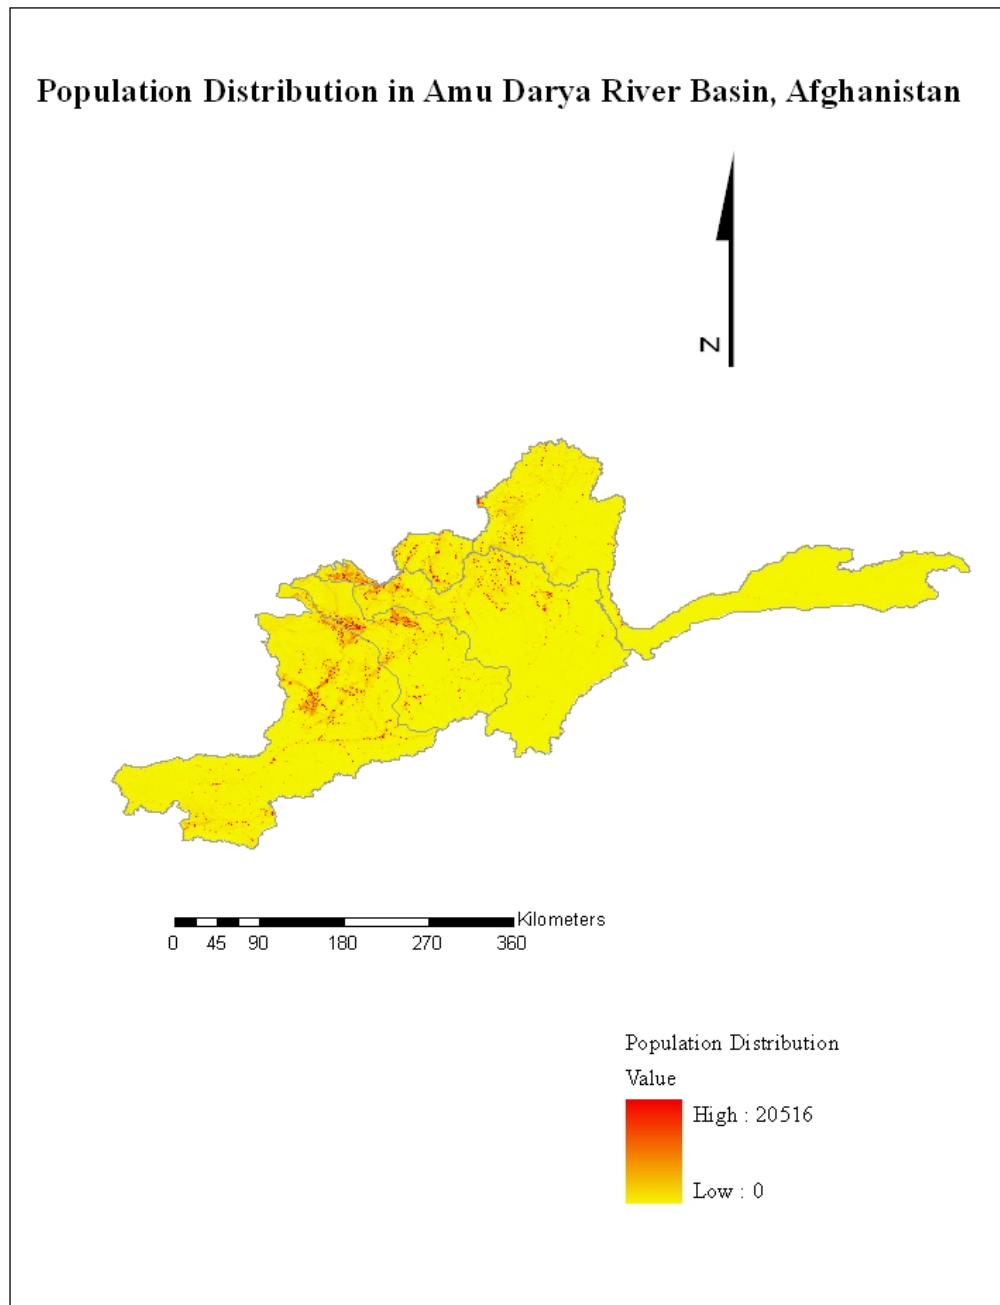 Population Distribution in Amu Darya River Basin, Afghanistan
N
Kilometers
0 45 90 180 270 360
Population Distribution
Value
High : 20516
Low : 0